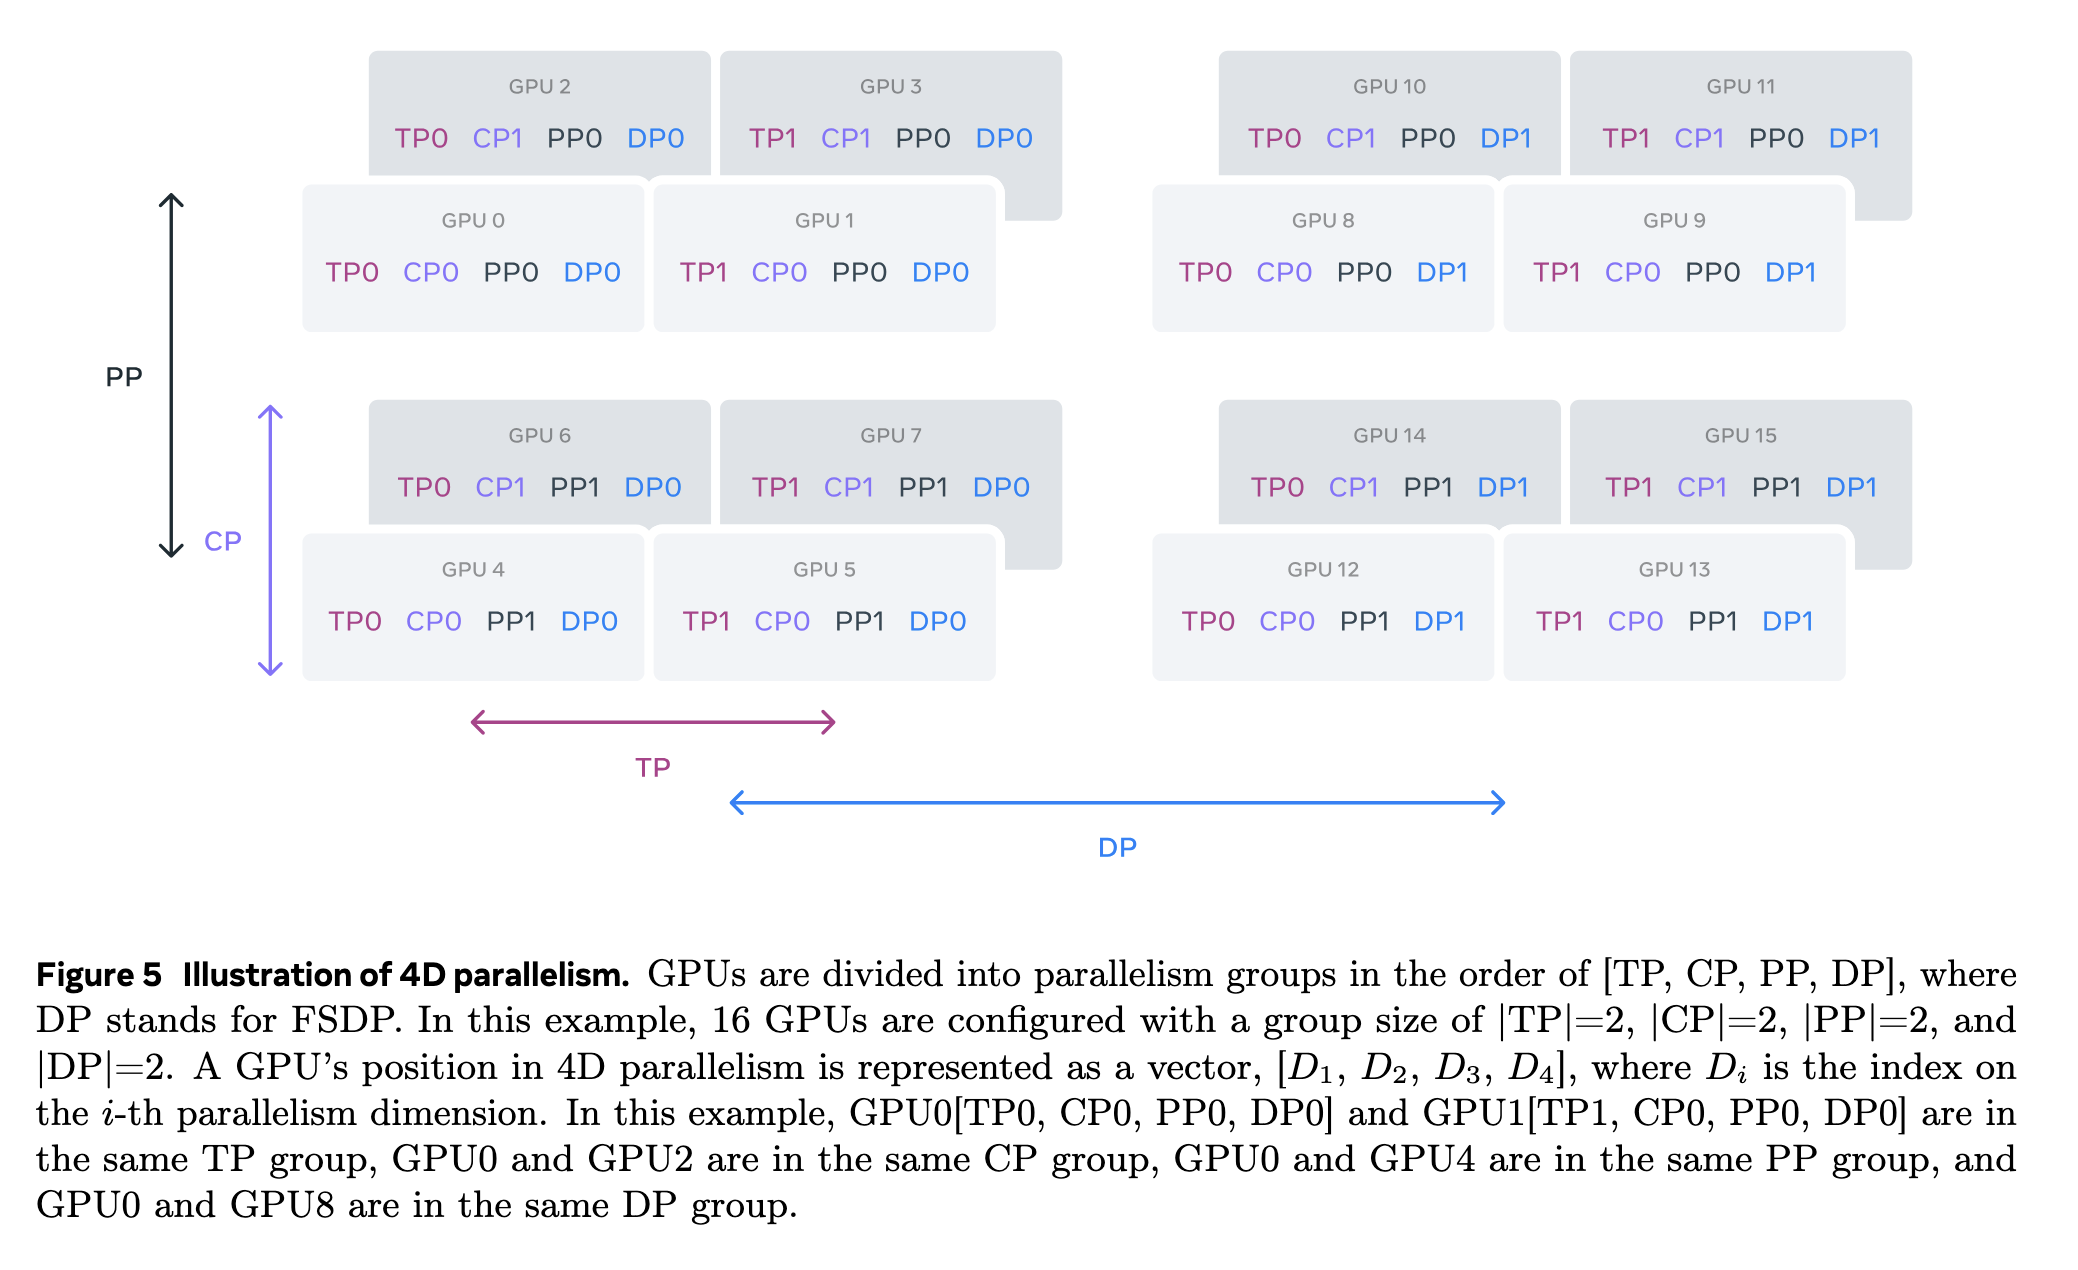 GPU 2
TP0 CP1 PP0 DP0
GPU 3
TP1 CP1 PP0 DP0
GPU 10
TP0 CP1 PP0 DP1
GPU 11
TP1 CP1 PP0 DP1
GPU 0
TP0 CP0 PP0 DP0
GPU 1
TP1 CP0 PP0 DP0
GPU 8
TP0 CP0 PP0 DP1
GPU 9
TP1 CP0 PP0 DP1
PP
GPU 6
TP0 CP1 PP1 DP0
GPU 7
TP1 CP1 PP1 DP0
GPU 14
TP0 CP1 PP1 DP1
GPU 15
TP1 CP1 PP1 DP1
CP
GPU 4
TP0 CP0 PP1 DP0
GPU 5
TP1 CP0 PP1 DP0
GPU 12
TP0 CP0 PP1 DP1
GPU 13
TP1 CP0 PP1 DP1
TP
DP
Figure 5 Illustration of 4D parallelism. GPUs are divided into parallelism groups in the order of [TP, CP, PP, DP], where
DP stands for FSDP. In this example, 16 GPUs are configured with a group size of |TP|=2, |CP|=2, |PP|=2, and
|DP|=2. A GPU's position in 4D parallelism is represented as a vector, [D₁, D₂, D₃, D₄], where Dᵢ is the index on
the i-th parallelism dimension. In this example, GPU0[TP0, CP0, PP0, DP0] and GPU1[TP1, CP0, PP0, DP0] are in
the same TP group, GPU0 and GPU2 are in the same CP group, GPU0 and GPU4 are in the same PP group, and
GPU0 and GPU8 are in the same DP group.